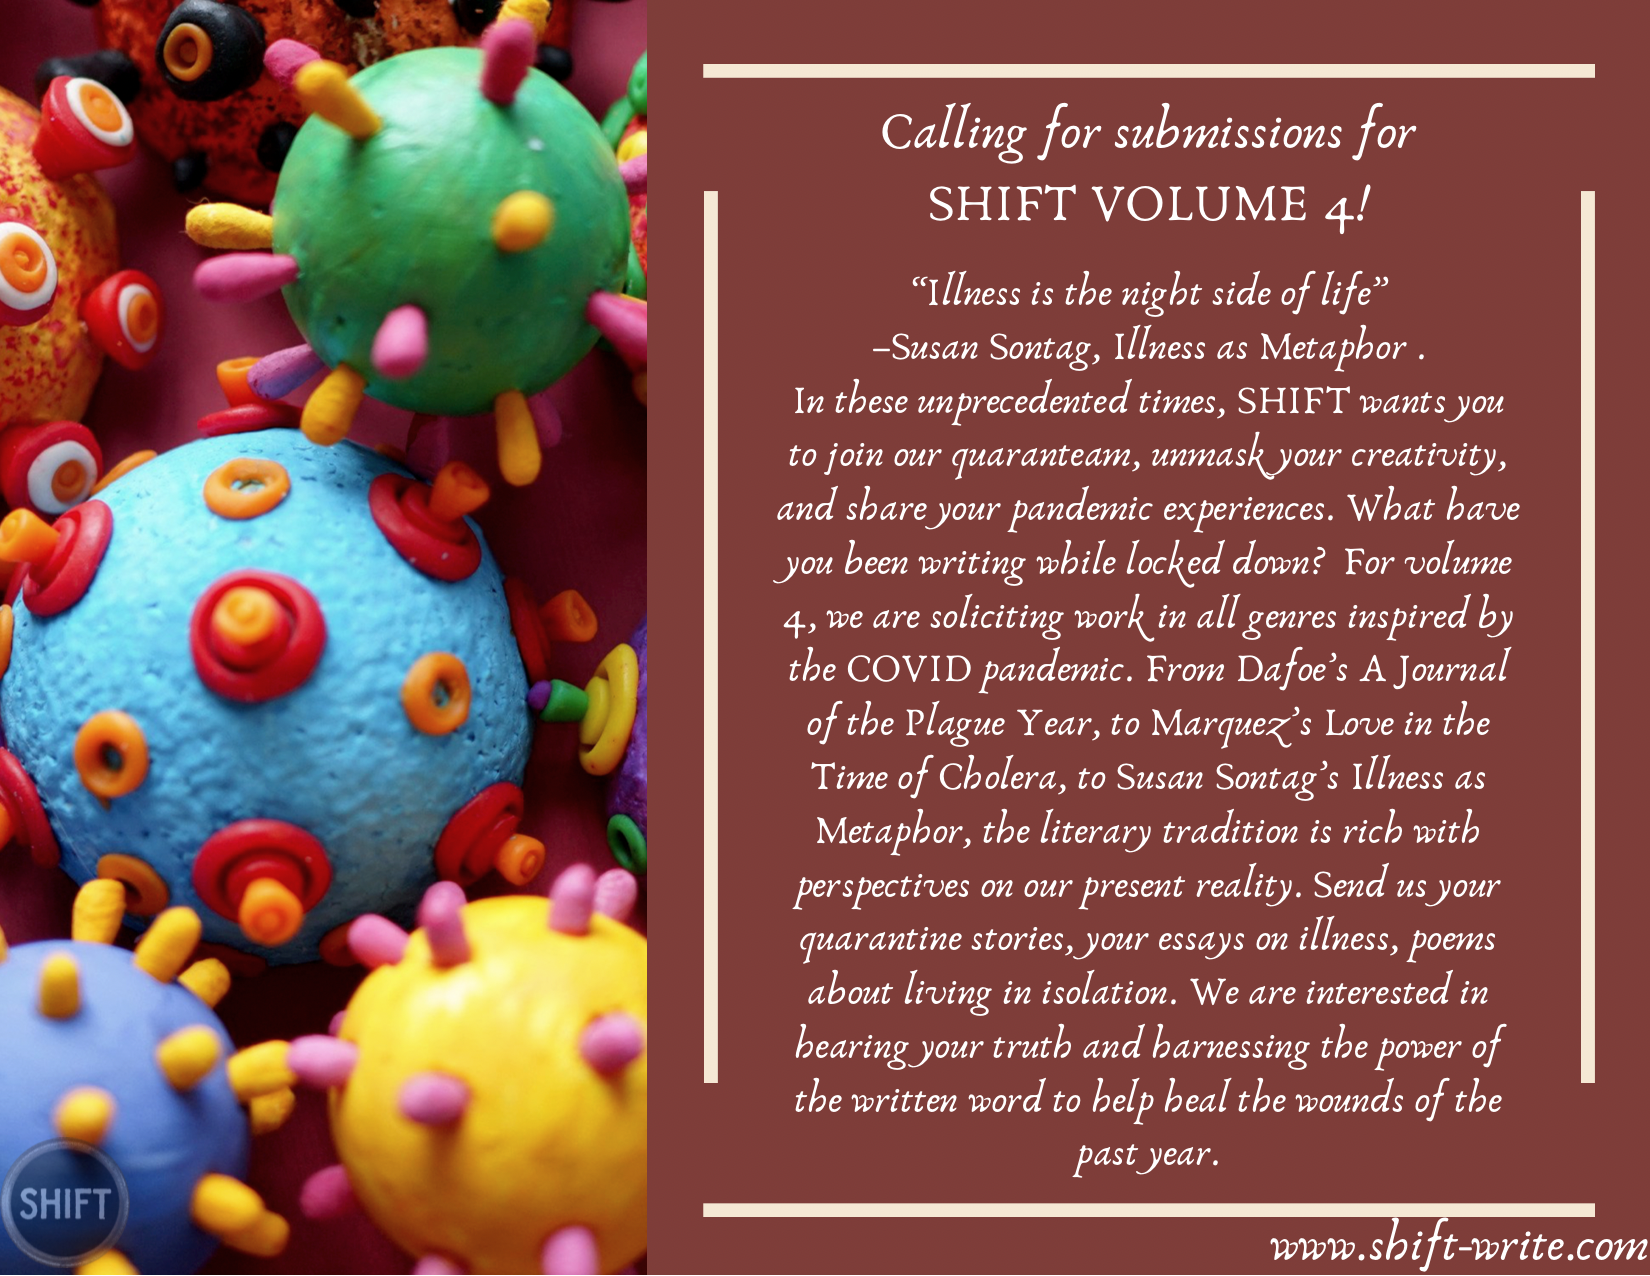 Calling for submissions for
SHIFT VOLUME 4!
“Illness is the night side of life”
–Susan Sontag, Illness as Metaphor .
In these unprecedented times, SHIFT wants you
to join our quaranteam, unmask your creativity,
and share your pandemic experiences. What have
you been writing while locked down? For volume
4, we are soliciting work in all genres inspired by
the COVID pandemic. From Dafoe’s A Journal
of the Plague Year, to Marquez’s Love in the
Time of Cholera, to Susan Sontag’s Illness as
Metaphor, the literary tradition is rich with
perspectives on our present reality. Send us your
quarantine stories, your essays on illness, poems
about living in isolation. We are interested in
hearing your truth and harnessing the power of
the written word to help heal the wounds of the
past year.
SHIFT
www.shift-write.com